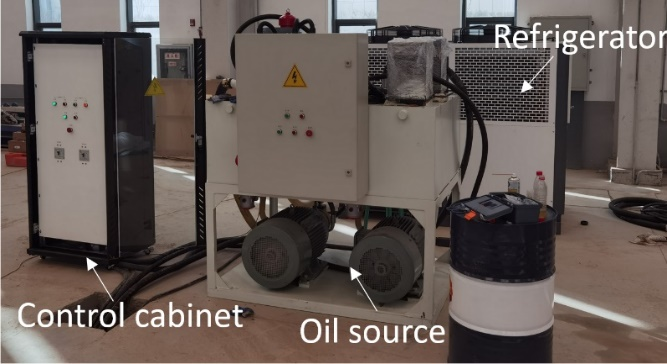 Refrigerator
Control cabinet
Oil source